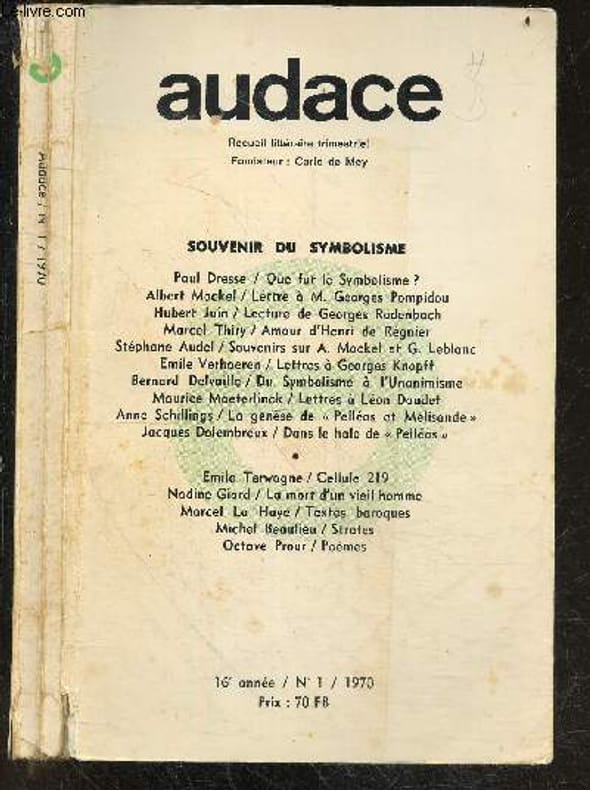 e-livre.com
Audace / N° 1 / 1970
audace
Recueil littéraire trimestriel
Fondateur : Carlo de Mey
SOUVENIR DU SYMBOLISME
Paul Dresse / Que fut le Symbolisme ?
Albert Mockel / Lettre à M. Georges Pompidou
Hubert Juin / Lecture de Georges Rodenbach
Marcel Thiry / Amour d'Henri de Régnier
Stéphane Audel / Souvenirs sur A. Mockel et G. Leblanc
Emile Verhaeren / Lettres à Georges Knopff
Bernard Delvaille / Du Symbolisme à l'Unanimisme
Maurice Maeterlinck / Lettres à Léon Daudet
Anne Schillings / La genèse de « Pelléas et Mélisande »
Jacques Dolembreux / Dans le halo de « Pelléas »
Emile Terwagne / Cellule 219
Nadine Giard / La mort d'un vieil homme
Marcel La Haye / Textes baroques
Michel Beaulieu / Strates
Octave Prour / Poèmes
16e année / N° 1 / 1970
Prix : 70 FB